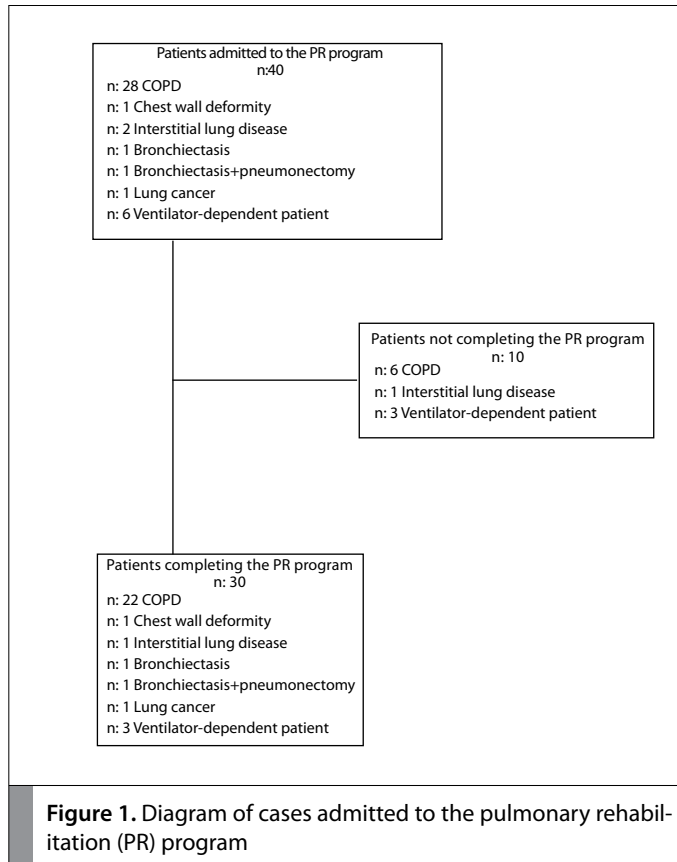 Patients admitted to the PR program
n:40
n: 28 COPD
n: 1 Chest wall deformity
n: 2 Interstitial lung disease
n: 1 Bronchiectasis
n: 1 Bronchiectasis+pneumonectomy
n: 1 Lung cancer
n: 6 Ventilator-dependent patient
Patients not completing the PR program
n: 10
n: 6 COPD
n: 1 Interstitial lung disease
n: 3 Ventilator-dependent patient
Patients completing the PR program
n: 30
n: 22 COPD
n: 1 Chest wall deformity
n: 1 Interstitial lung disease
n: 1 Bronchiectasis
n: 1 Bronchiectasis+pneumonectomy
n: 1 Lung cancer
n: 3 Ventilator-dependent patient
Figure 1. Diagram of cases admitted to the pulmonary rehabil-
itation (PR) program